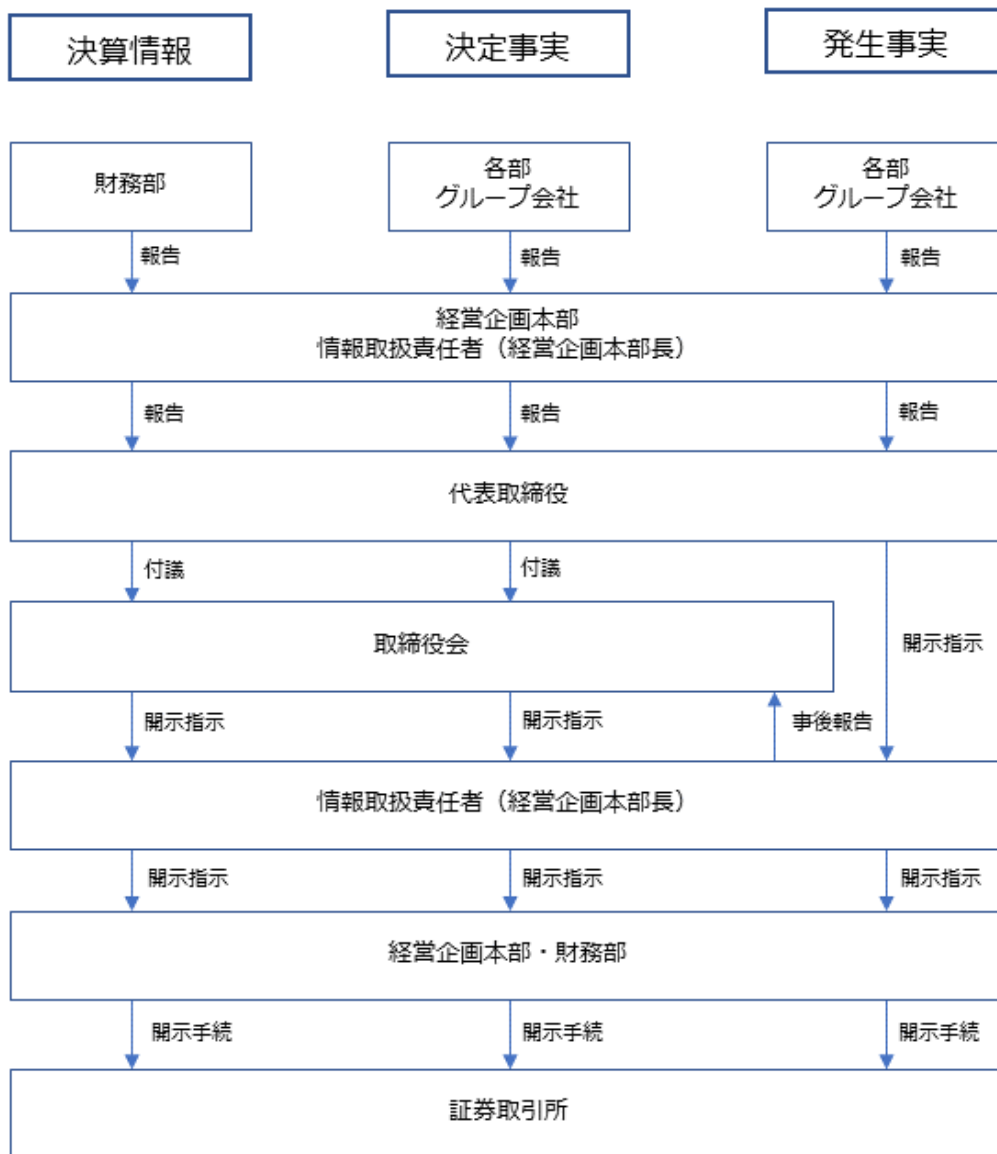 決算情報
決定事実
発生事実
財務部
各部
グループ会社
各部
グループ会社
報告
報告
報告
経営企画本部
情報取扱責任者（経営企画本部長）
報告
報告
報告
代表取締役
付議
付議
取締役会
開示指示
開示指示
開示指示
事後報告
情報取扱責任者（経営企画本部長）
開示指示
開示指示
開示指示
経営企画本部・財務部
開示手続
開示手続
開示手続
証券取引所